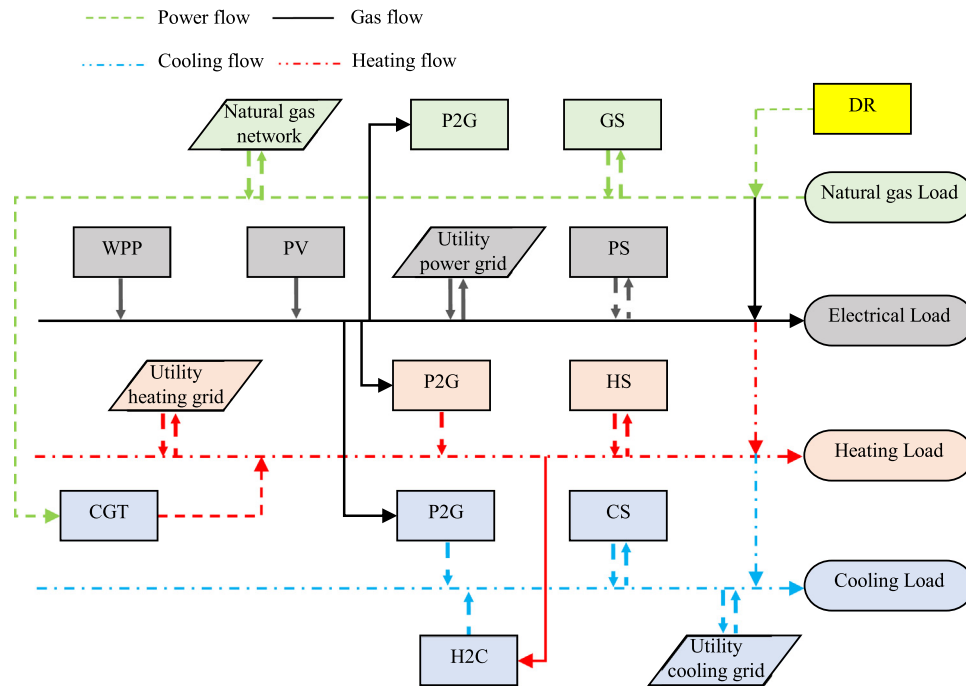 Power flow
Gas flow
Cooling flow
Heating flow
Natural gas
network
P2G
GS
DR
Natural gas Load
WPP
PV
Utility
power grid
PS
Electrical Load
Utility
heating grid
P2G
HS
Heating Load
CGT
P2G
CS
Cooling Load
H2C
Utility
cooling grid